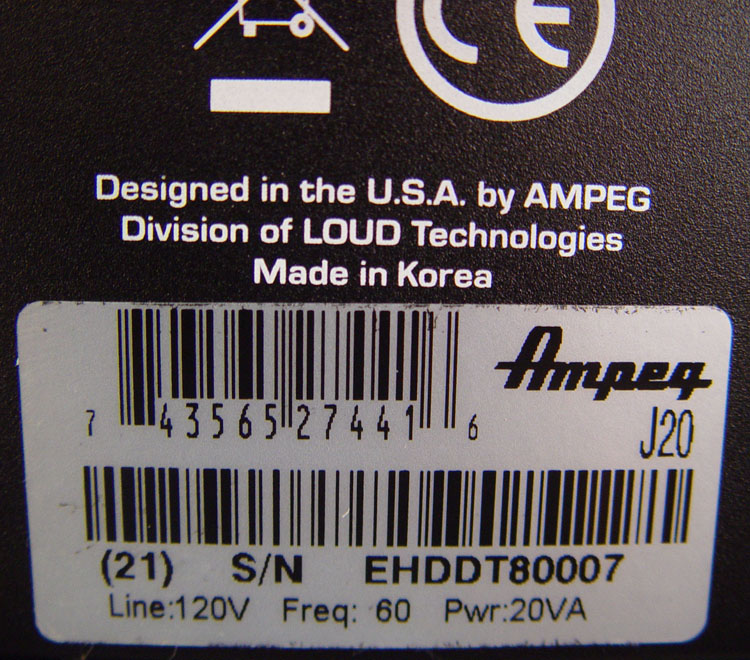 CE
Designed in the U.S.A. by AMPEG
Division of LOUD Technologies
Made in Korea
Ampeg
7 43565 27441 6
J20
(21) S/N EHDDT80007
Line:120V Freq: 60 Pwr:20VA